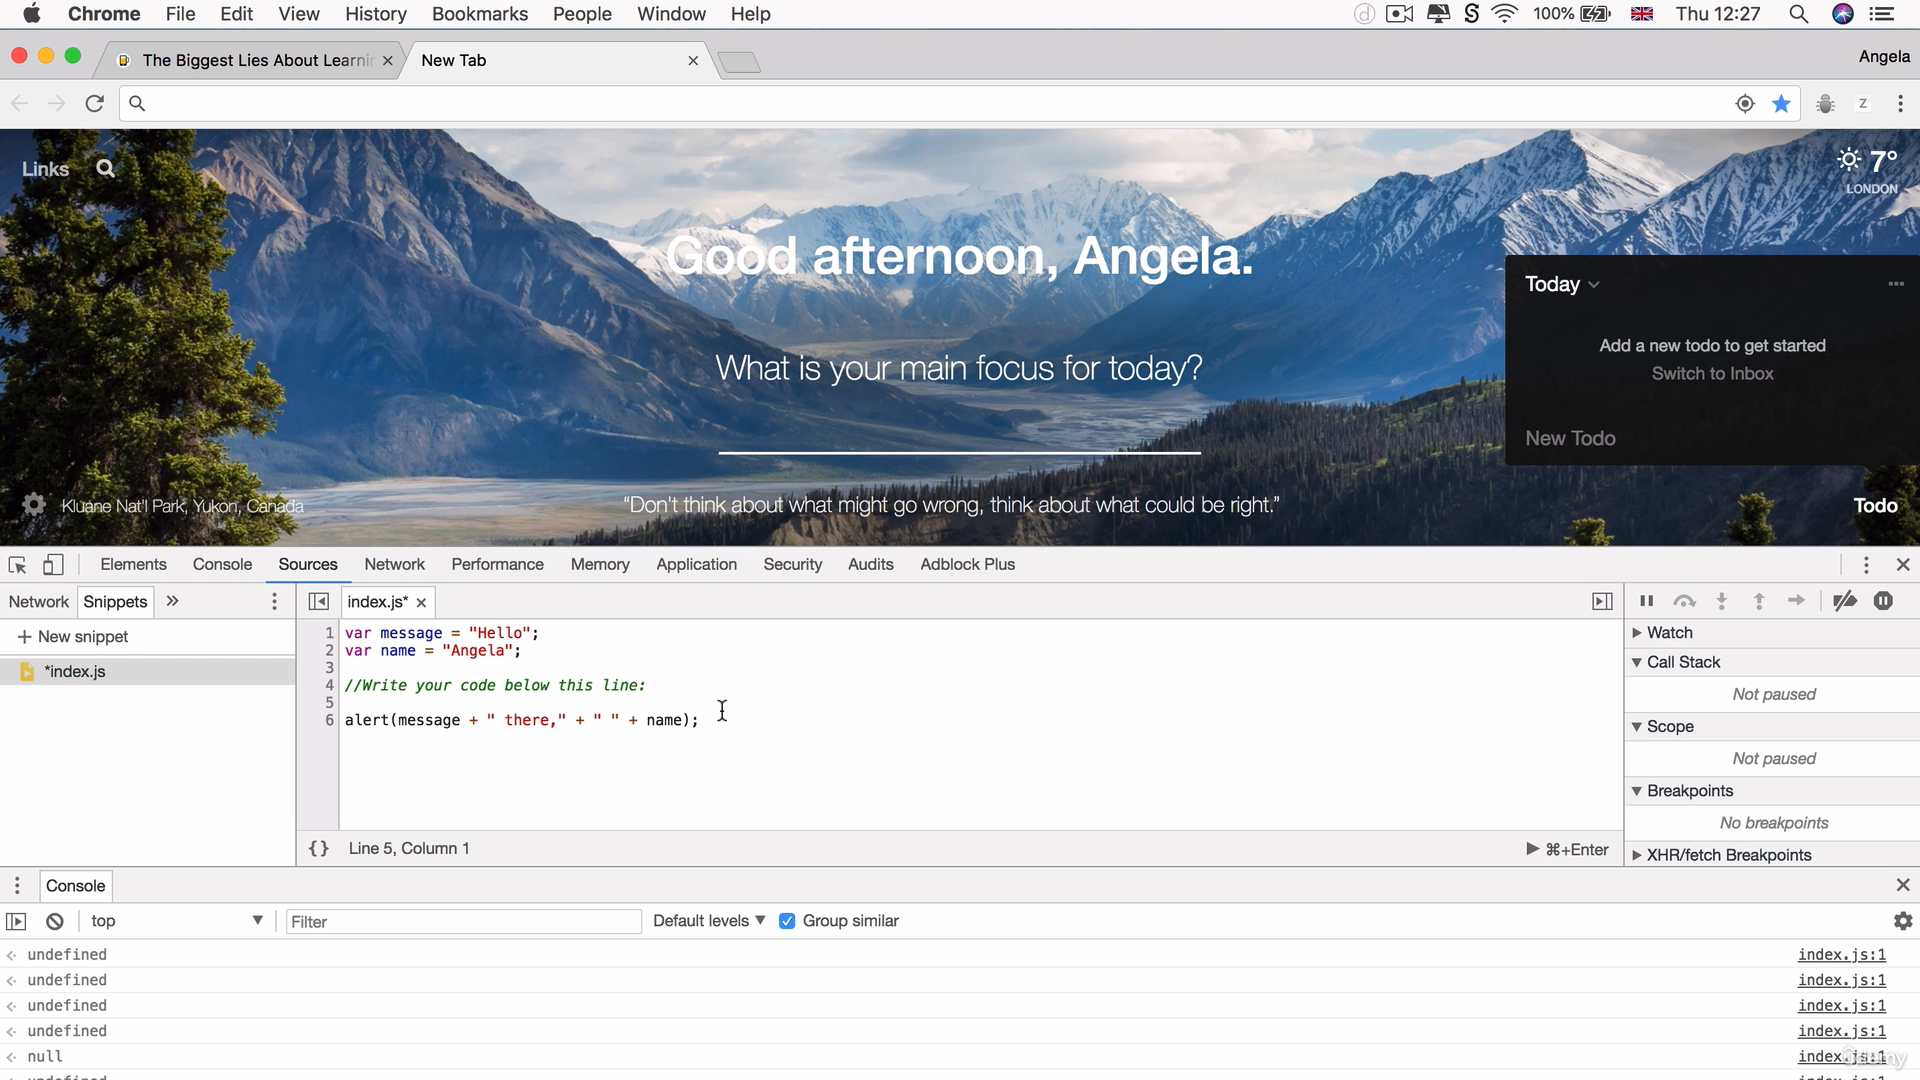 Chrome File Edit View History Bookmarks People Window Help 100% Thu 12:27
The Biggest Lies About Learnin New Tab Angela
Links
7°
LONDON
Good afternoon, Angela.
Today
What is your main focus for today?
Add a new todo to get started
Switch to Inbox
New Todo
Kluane Nat'l Park, Yukon, Canada
“Don't think about what might go wrong, think about what could be right.”
Todo
Elements Console Sources Network Performance Memory Application Security Audits Adblock Plus
Network Snippets » index.js*
+ New snippet
*index.js
1 var message = "Hello";
2 var name = "Angela";
3
4 //Write your code below this line:
5
6 alert(message + " there," + " " + name);
{} Line 5, Column 1 ⌘+Enter
Watch
Call Stack
Not paused
Scope
Not paused
Breakpoints
No breakpoints
XHR/fetch Breakpoints
Console
top Filter Default levels Group similar
undefined index.js:1
undefined index.js:1
undefined index.js:1
undefined index.js:1
null index.js:1
Udemy